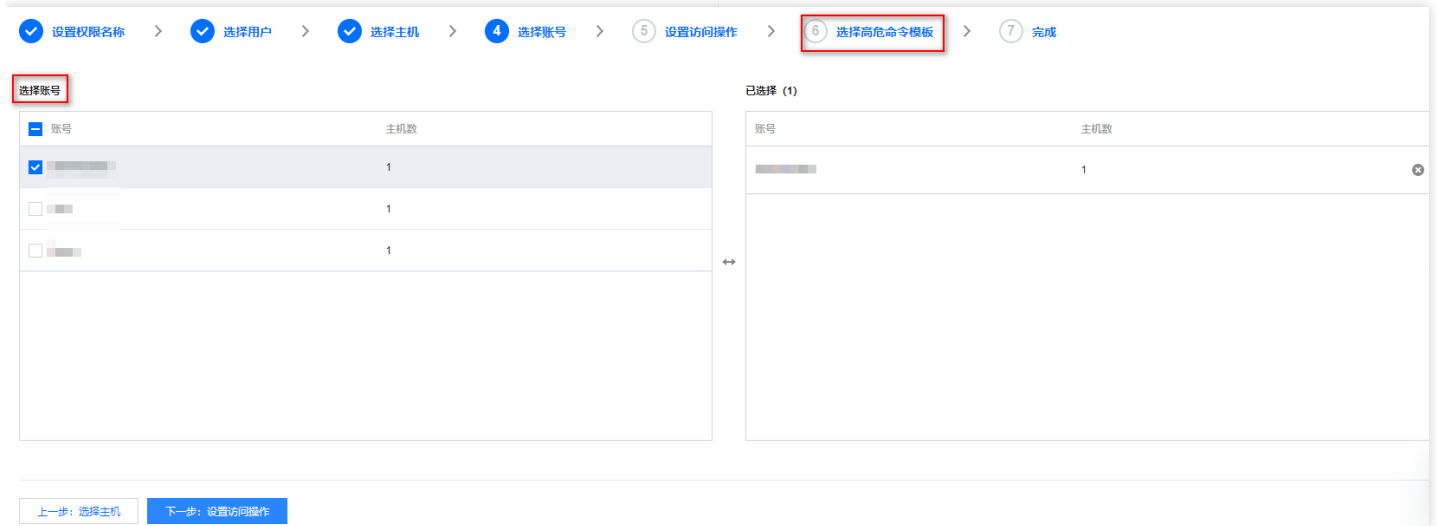 设置权限名称 > 选择用户 > 选择主机 > 4 选择账号 > 5 设置访问操作 > 6 选择高危命令模板 > 7 完成
选择账号
已选择 (1)
账号 主机数
账号 主机数
1
1
1
1
上一步：选择主机
下一步：设置访问操作